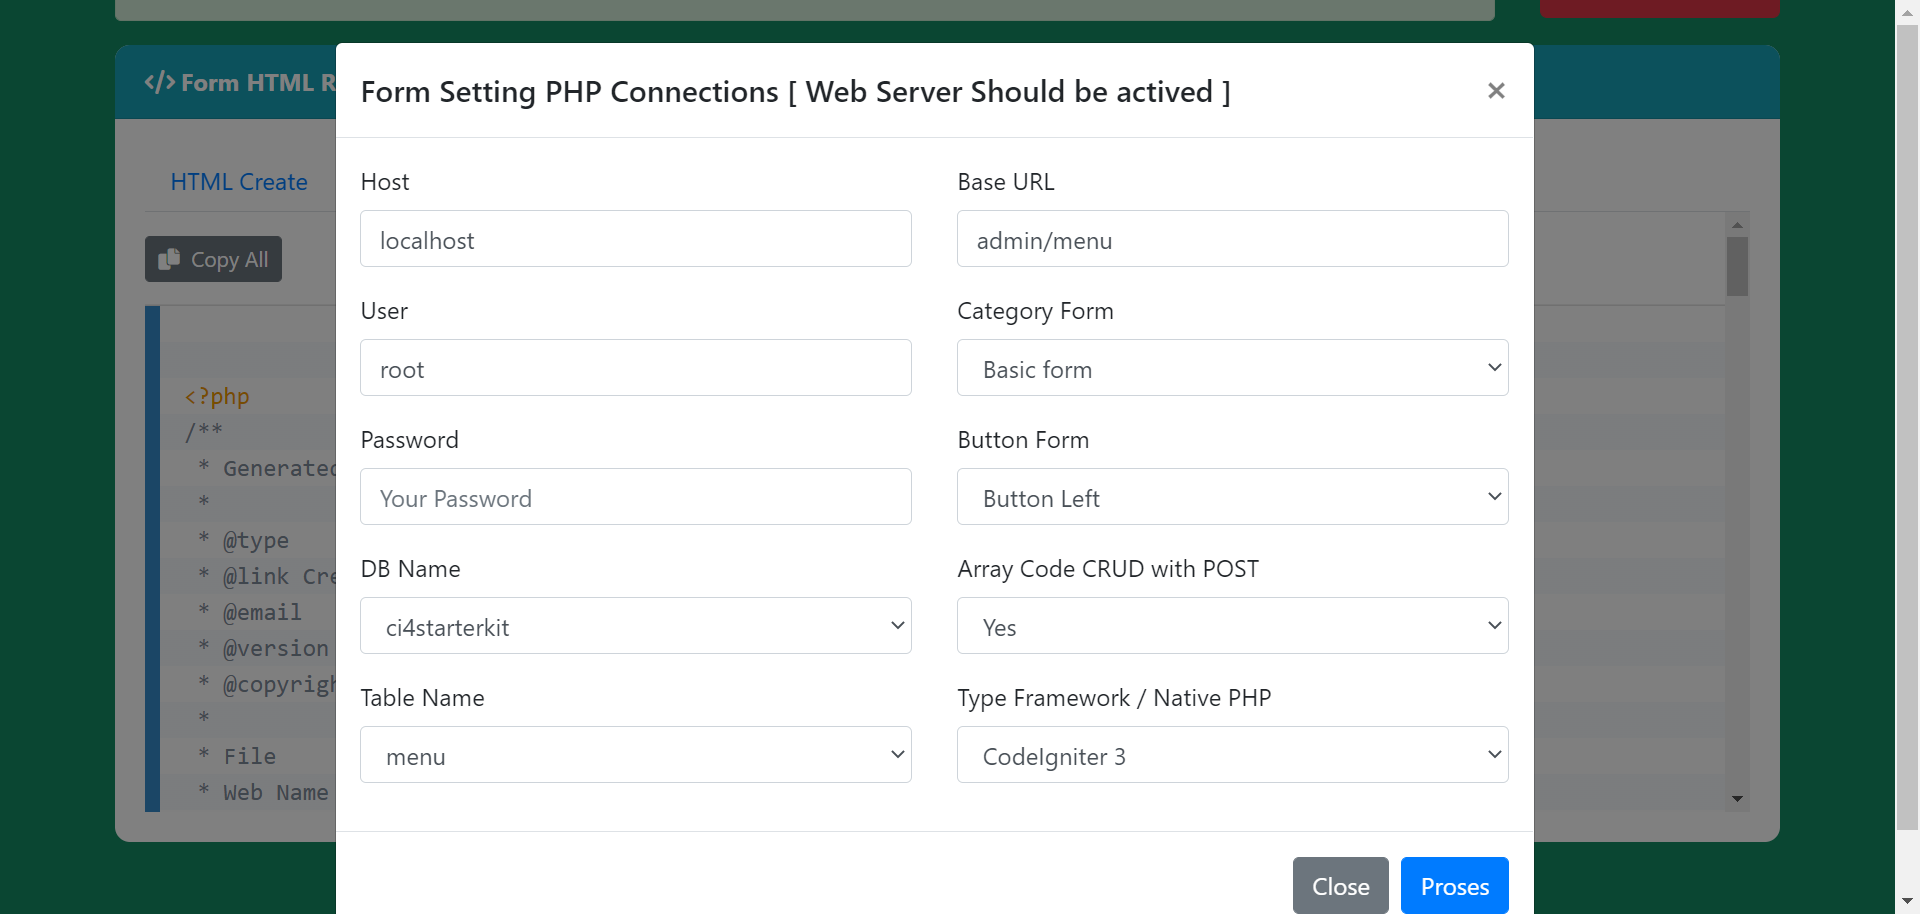 </> Form HTML R
Form Setting PHP Connections [ Web Server Should be actived ]
×
HTML Create
Copy All
<?php
/**
* Generated
*
* @type
* @link Cre
* @email
* @version
* @copyrigh
*
* File
* Web Name
Host
localhost
User
root
Password
Your Password
DB Name
ci4starterkit
Table Name
menu
Base URL
admin/menu
Category Form
Basic form
Button Form
Button Left
Array Code CRUD with POST
Yes
Type Framework / Native PHP
CodeIgniter 3
Close
Proses